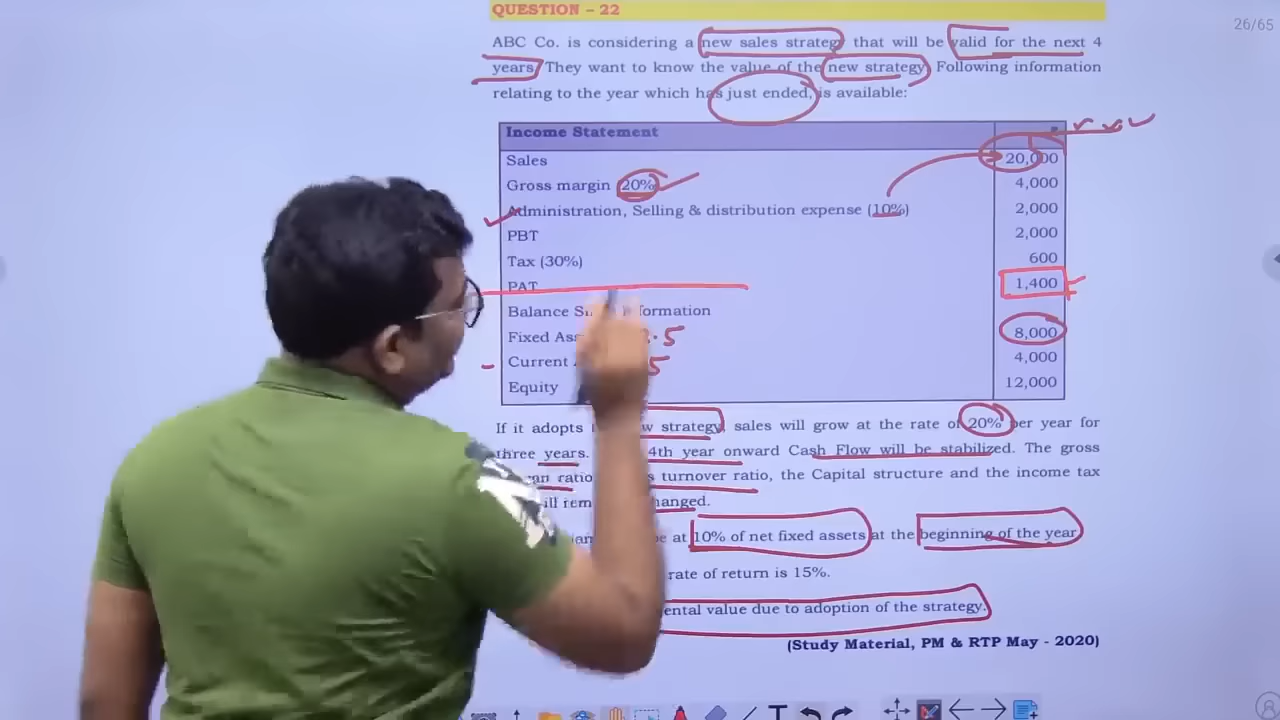 QUESTION – 22
26/65
ABC Co. is considering a new sales strategy that will be valid for the next 4
years. They want to know the value of the new strategy. Following information
relating to the year which has just ended, is available:
Income Statement
Sales 20,000
Gross margin 20% 4,000
Administration, Selling & distribution expense (10%) 2,000
PBT 2,000
Tax (30%) 600
PAT 1,400
Balance formation
Fixed 8,000
Current 4,000
Equity 12,000
If it adopts strategy, sales will grow at the rate of 20% per year for
three years. 4th year onward Cash Flow will be stabilized. The gross
turnover ratio, the Capital structure and the income tax
at 10% of net fixed assets at the beginning of the year
rate of return is 15%.
value due to adoption of the strategy.
(Study Material, PM & RTP May - 2020)